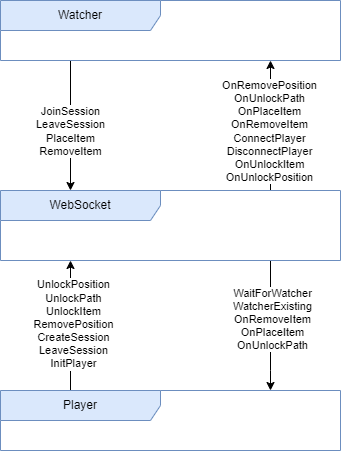 Watcher
JoinSession
LeaveSession
PlaceItem
RemoveItem
OnRemovePosition
OnUnlockPath
OnPlaceItem
OnRemoveItem
ConnectPlayer
DisconnectPlayer
OnUnlockItem
OnUnlockPosition
WebSocket
UnlockPosition
UnlockPath
UnlockItem
RemovePosition
CreateSession
LeaveSession
InitPlayer
WaitForWatcher
WatcherExisting
OnRemoveItem
OnPlaceItem
OnUnlockPath
Player